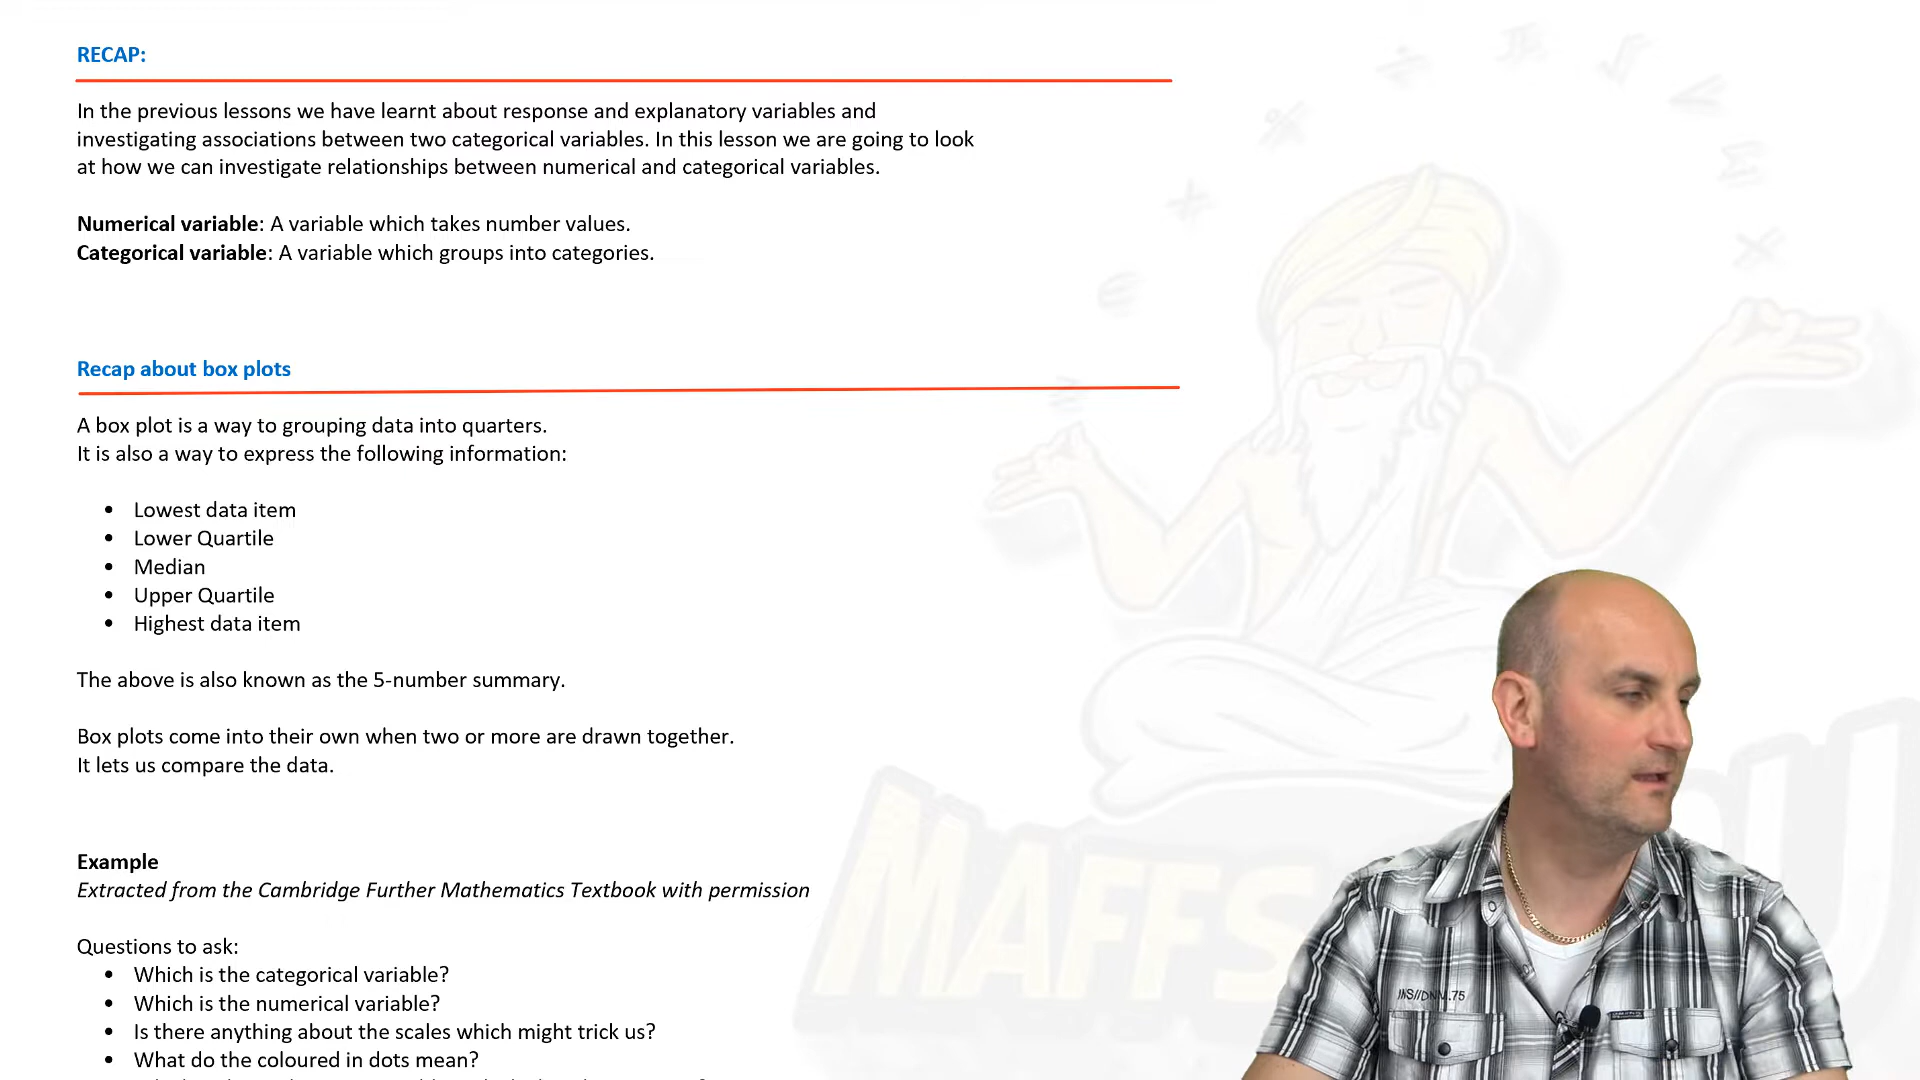 RECAP:
In the previous lessons we have learnt about response and explanatory variables and
investigating associations between two categorical variables. In this lesson we are going to look
at how we can investigate relationships between numerical and categorical variables.
Numerical variable: A variable which takes number values.
Categorical variable: A variable which groups into categories.
Recap about box plots
A box plot is a way to grouping data into quarters.
It is also a way to express the following information:
• Lowest data item
• Lower Quartile
• Median
• Upper Quartile
• Highest data item
The above is also known as the 5-number summary.
Box plots come into their own when two or more are drawn together.
It lets us compare the data.
Example
Extracted from the Cambridge Further Mathematics Textbook with permission
Questions to ask:
• Which is the categorical variable?
• Which is the numerical variable?
• Is there anything about the scales which might trick us?
• What do the coloured in dots mean?
MAFFS